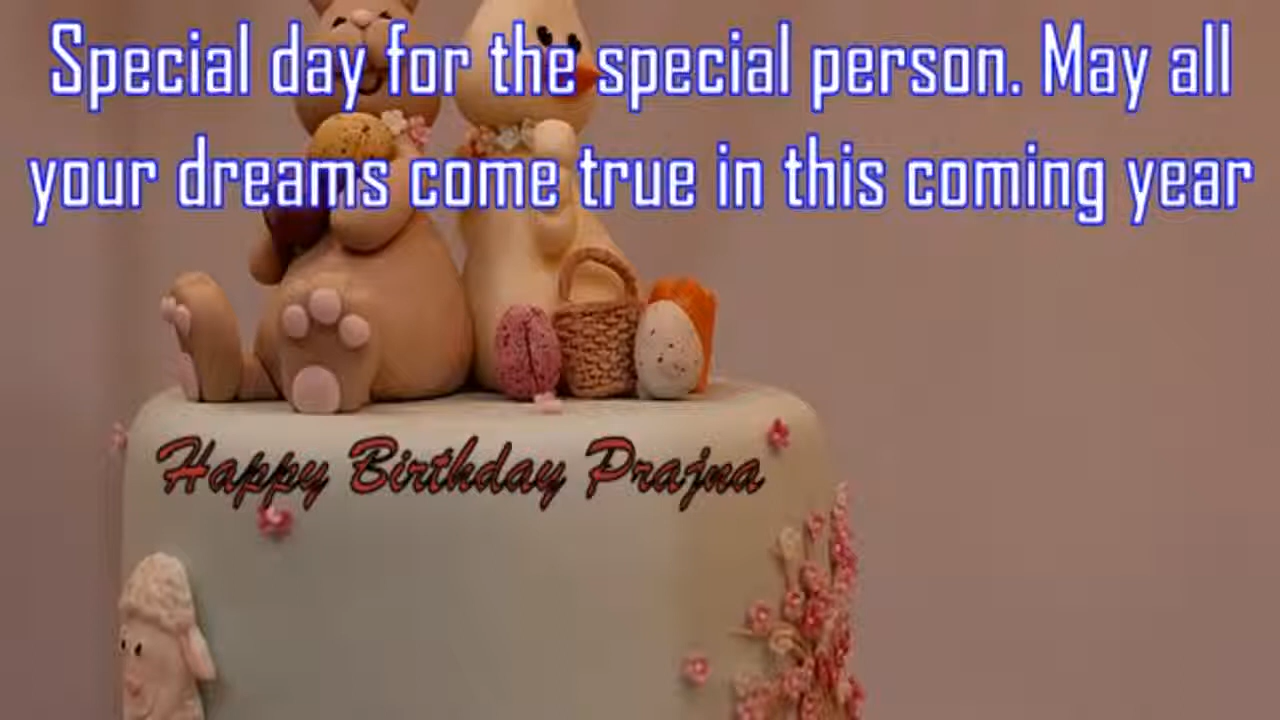 Special day for the special person. May all
your dreams come true in this coming year
Happy Birthday Prajna